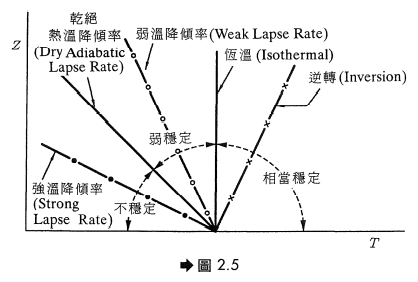 Z
乾絕
熱溫降傾率
(Dry Adiabatic
Lapse Rate)
弱溫降傾率(Weak Lapse Rate)
恆溫(Isothermal)
逆轉(Inversion)
弱穩定
相當穩定
強溫降傾率
(Strong
Lapse Rate)
不穩定
T
➡圖 2.5